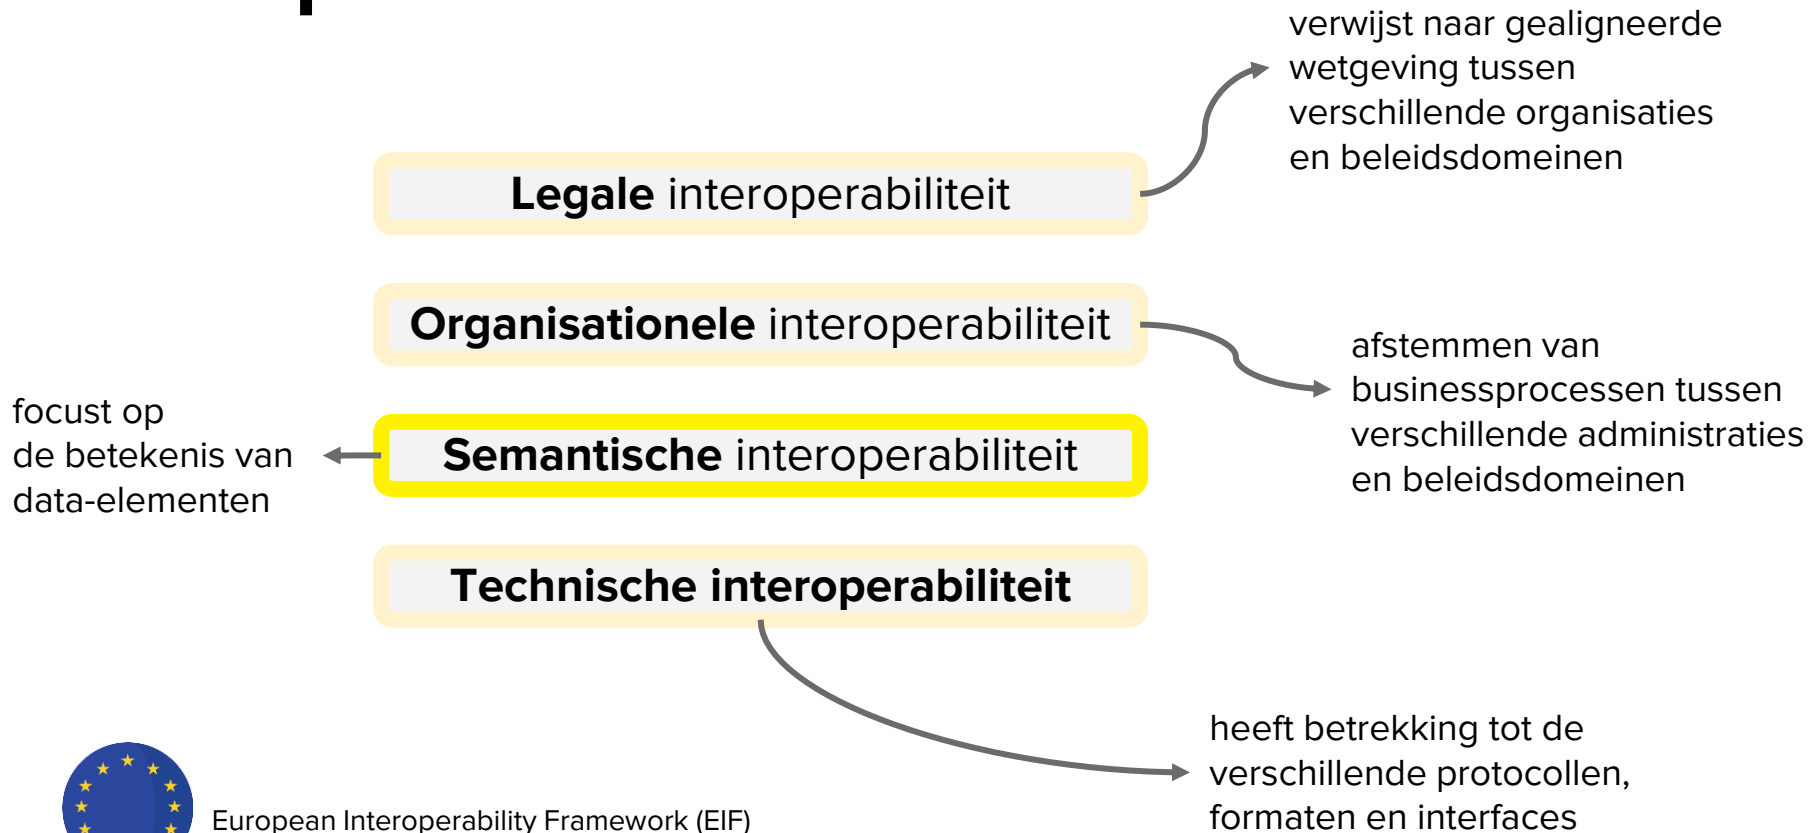 verwijst naar gealigneerde
wetgeving tussen
verschillende organisaties
en beleidsdomeinen
Legale interoperabiliteit
Organisationele interoperabiliteit
afstemmen van
businessprocessen tussen
verschillende administraties
en beleidsdomeinen
focust op
de betekenis van
data-elementen
Semantische interoperabiliteit
Technische interoperabiliteit
heeft betrekking tot de
verschillende protocollen,
formaten en interfaces
European Interoperability Framework (EIF)